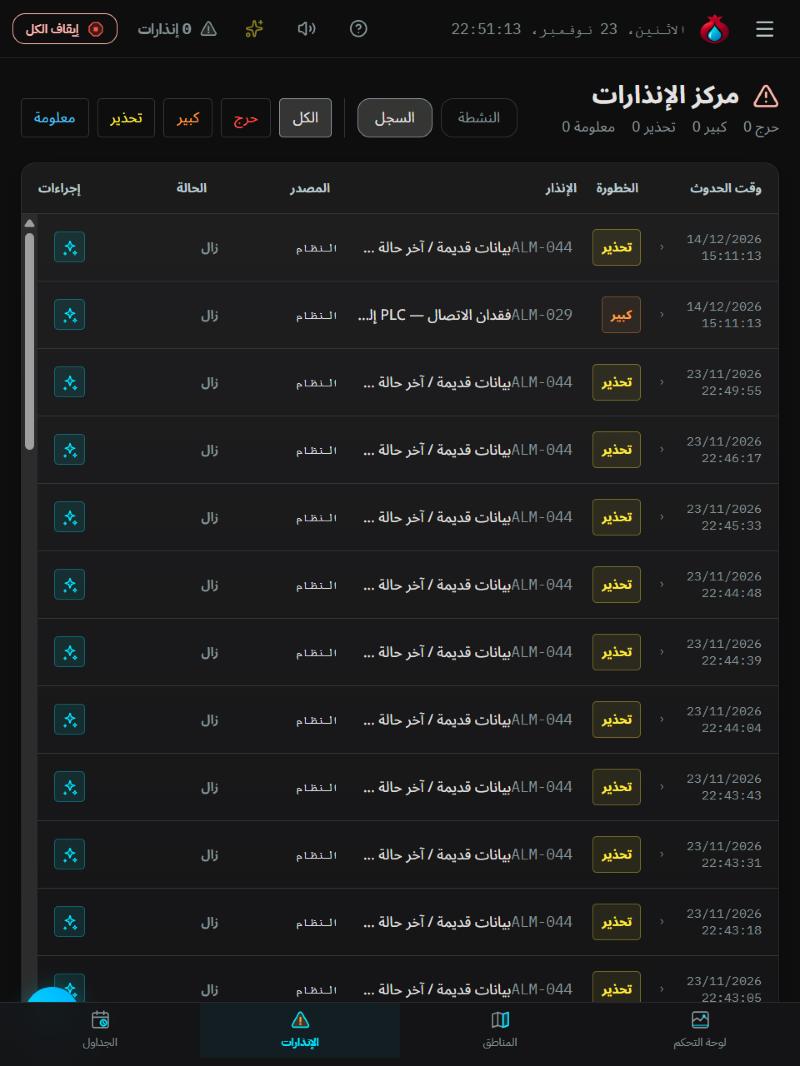 الاثنين، 23 نوفمبر، 22:51:13
0 إنذارات
إيقاف الكل
مركز الإنذارات
حرج 0 كبير 0 تحذير 0 معلومة 0
النشطة
السجل
الكل
حرج
كبير
تحذير
معلومة
وقت الحدوث الخطورة الإنذار المصدر الحالة إجراءات
14/12/2026
15:11:13
تحذير ALM-044 بيانات قديمة / آخر حالة ... النظام زال
14/12/2026
15:11:13
كبير ALM-029 فقدان الاتصال — PLC إل... النظام زال
23/11/2026
22:49:55
تحذير ALM-044 بيانات قديمة / آخر حالة ... النظام زال
23/11/2026
22:46:17
تحذير ALM-044 بيانات قديمة / آخر حالة ... النظام زال
23/11/2026
22:45:33
تحذير ALM-044 بيانات قديمة / آخر حالة ... النظام زال
23/11/2026
22:44:48
تحذير ALM-044 بيانات قديمة / آخر حالة ... النظام زال
23/11/2026
22:44:39
تحذير ALM-044 بيانات قديمة / آخر حالة ... النظام زال
23/11/2026
22:44:04
تحذير ALM-044 بيانات قديمة / آخر حالة ... النظام زال
23/11/2026
22:43:43
تحذير ALM-044 بيانات قديمة / آخر حالة ... النظام زال
23/11/2026
22:43:31
تحذير ALM-044 بيانات قديمة / آخر حالة ... النظام زال
23/11/2026
22:43:18
تحذير ALM-044 بيانات قديمة / آخر حالة ... النظام زال
23/11/2026
22:43:05
تحذير ALM-044 بيانات قديمة / آخر حالة ... النظام زال
لوحة التحكم
المناطق
الإنذارات
الجداول